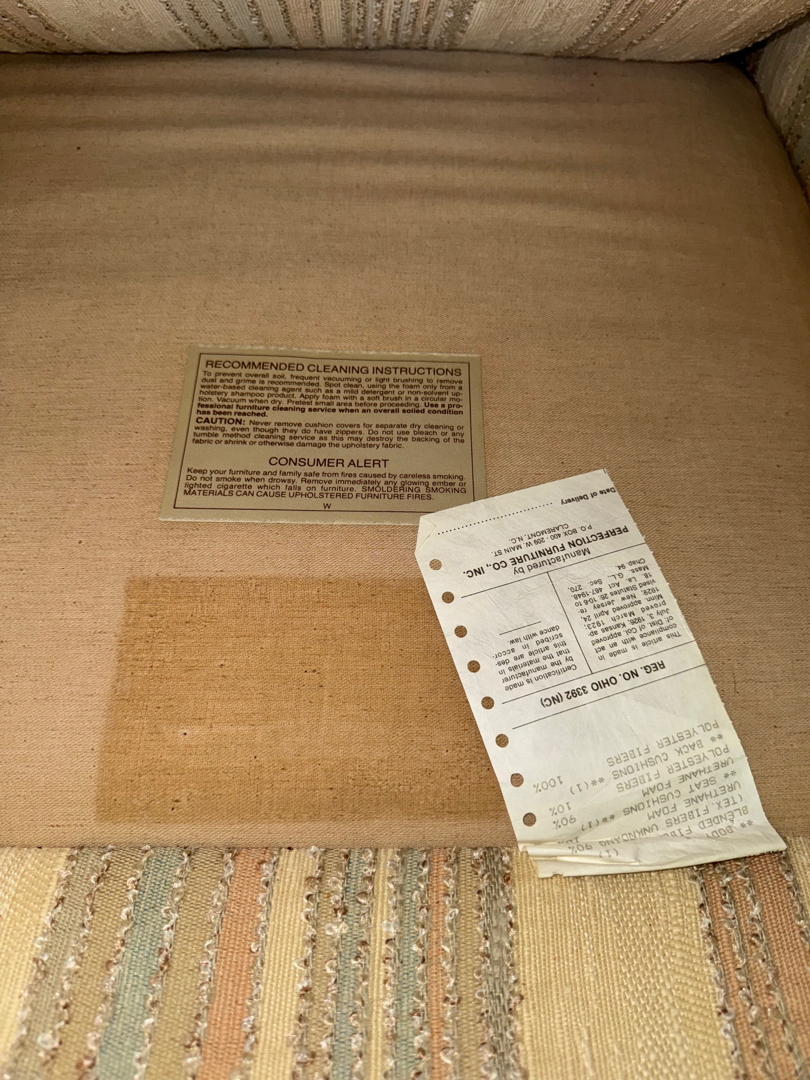 RECOMMENDED CLEANING INSTRUCTIONS
To prevent overall soil, frequent vacuuming or light brushing to remove
dust and grime is recommended. Spot clean, using the foam only from a
water-based cleaning agent such as a mild detergent or non-solvent up-
holstery shampoo product. Apply foam with a soft brush in a circular mo-
tion. Vacuum when dry. Pretest small area before proceeding. Use a pro-
fessional furniture cleaning service when an overall soiled condition
has been reached.
CAUTION: Never remove cushion covers for separate dry cleaning or
washing, even though they do have zippers. Do not use bleach or any
tumble method cleaning service as this may destroy the backing of the
fabric or shrink or otherwise damage the upholstery fabric.
CONSUMER ALERT
Keep your furniture and family safe from fires caused by careless smoking.
Do not smoke when drowsy. Remove immediately any glowing ember or
lighted cigarette which falls on furniture. SMOLDERING SMOKING
MATERIALS CAN CAUSE UPHOLSTERED FURNITURE FIRES.
W
** BODY
BLENDED FIBERS (1)
(TEX FIBERS UNKNOWN) 90%
URETHANE FOAM
** SEAT CUSHIONS **(1)
URETHANE FOAM 90%
POLYESTER FIBERS 10%
** BACK CUSHIONS **(1)
POLYESTER FIBERS 100%
REG. NO. OHIO 3392 (NC)
This article is made in
compliance with an act
of Dist. Col. approved
July 3, 1926; Kansas ap-
proved March 1923;
Minn. approved April 24,
1929; New Jersey re-
vised Statutes 26: 10-6 to
18. La. Act 467-1948.
Mass. G.L. Sec. 270.
Chap 94.
Certification is made
by the manufacturer
that the materials in
this article are des-
scribed in accor-
dance with law.
Manufactured by
PERFECTION FURNITURE CO., INC.
P.O. BOX 400 - 209 W. MAIN ST.
CLAREMONT, N.C.
Date of Delivery